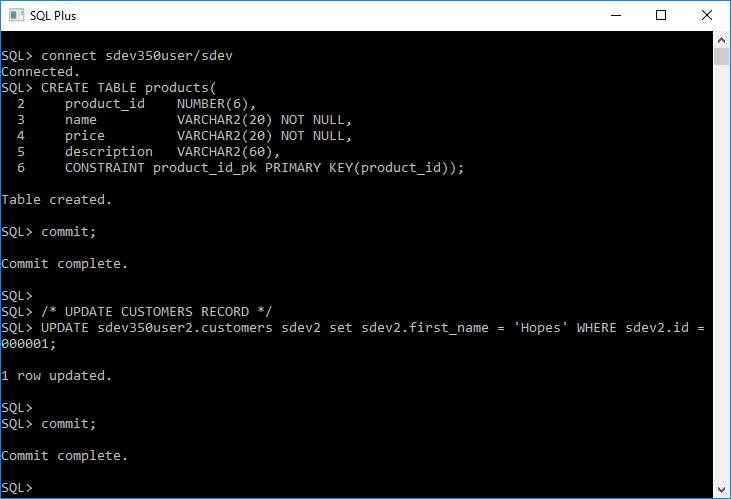 SQL Plus
SQL> connect sdev350user/sdev
Connected.
SQL> CREATE TABLE products(
  2     product_id    NUMBER(6),
  3     name          VARCHAR2(20) NOT NULL,
  4     price         VARCHAR2(20) NOT NULL,
  5     description   VARCHAR2(60),
  6     CONSTRAINT product_id_pk PRIMARY KEY(product_id));
Table created.
SQL> commit;
Commit complete.
SQL>
SQL> /* UPDATE CUSTOMERS RECORD */
SQL> UPDATE sdev350user2.customers sdev2 set sdev2.first_name = 'Hopes' WHERE sdev2.id =
000001;
1 row updated.
SQL>
SQL> commit;
Commit complete.
SQL>